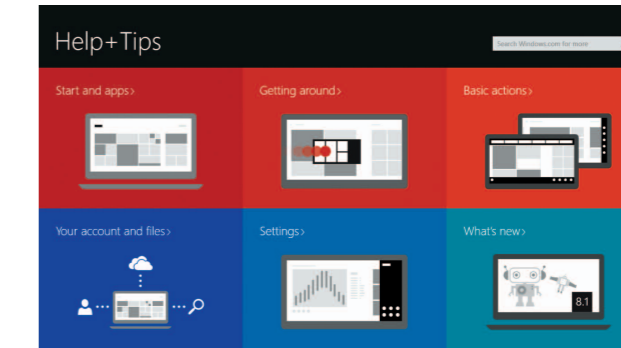 Help+Tips
Search Windows.com for more
Start and apps›
Getting around›
Basic actions›
Your account and files›
Settings›
What's new›
8.1